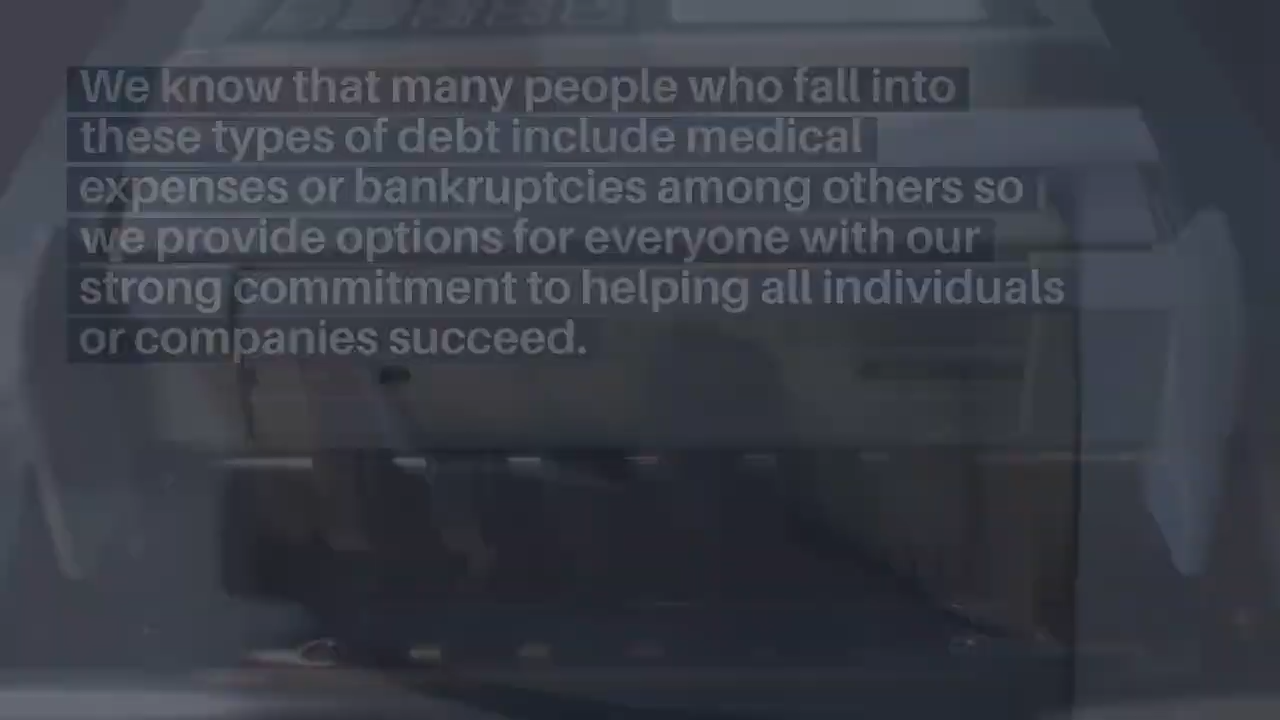 We know that many people who fall into
these types of debt include medical
expenses or bankruptcies among others so
we provide options for everyone with our
strong commitment to helping all individuals
or companies succeed.